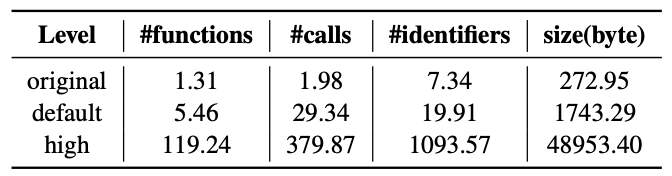 Level #functions #calls #identifiers size(byte)
original 1.31 1.98 7.34 272.95
default 5.46 29.34 19.91 1743.29
high 119.24 379.87 1093.57 48953.40